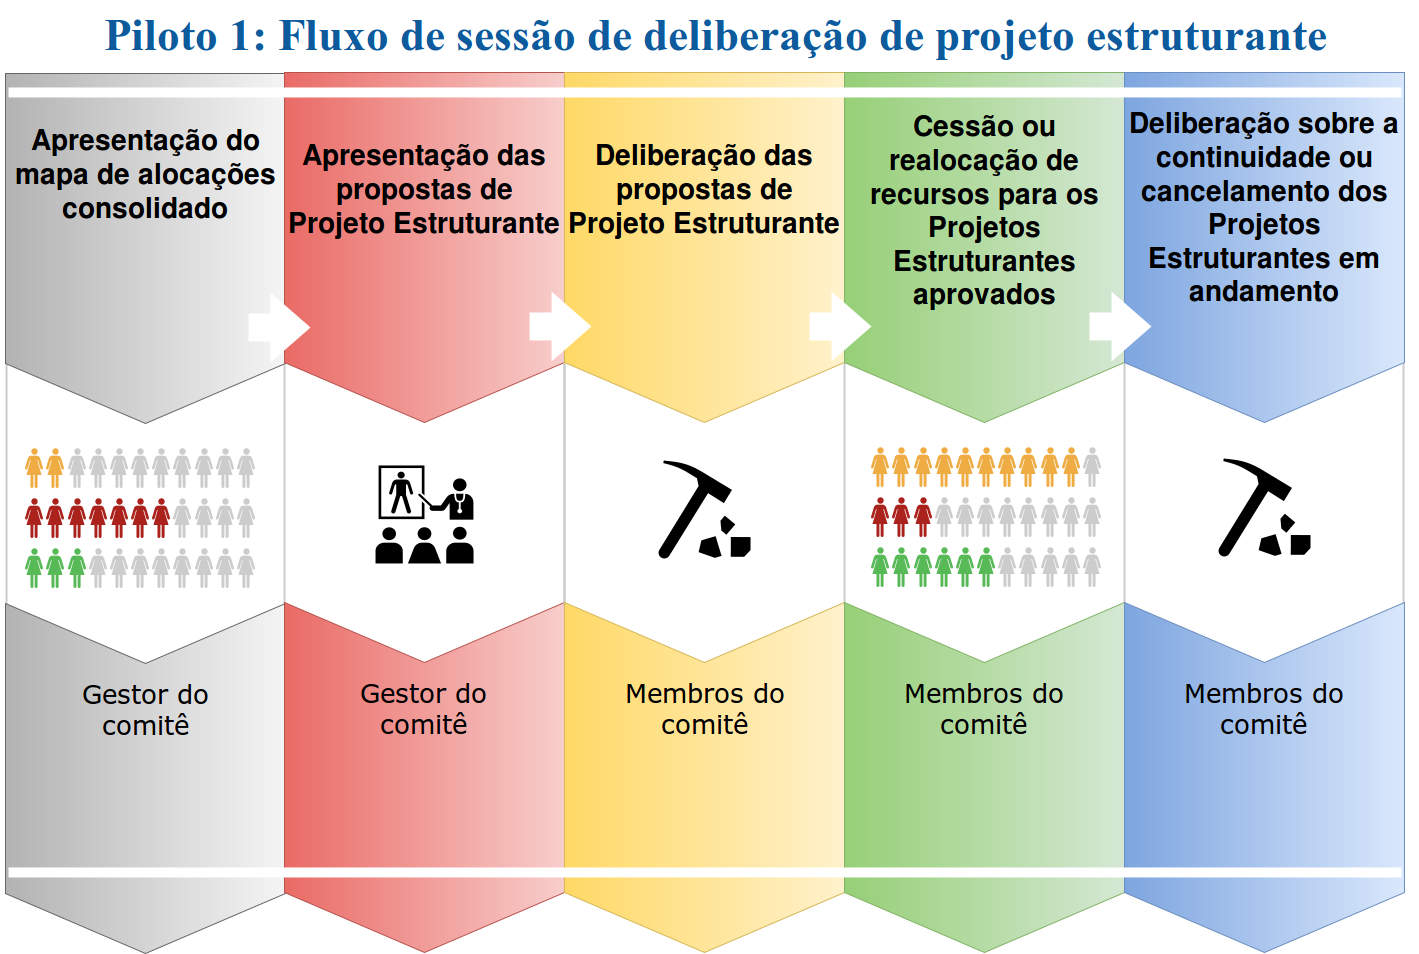 Piloto 1: Fluxo de sessão de deliberação de projeto estruturante
Apresentação do
mapa de alocações
consolidado
Apresentação das
propostas de
Projeto Estruturante
Deliberação das
propostas de
Projeto Estruturante
Cessão ou
realocação de
recursos para os
Projetos
Estruturantes
aprovados
Deliberação sobre a
continuidade ou
cancelamento dos
Projetos
Estruturantes em
andamento
Gestor do
comitê
Gestor do
comitê
Membros do
comitê
Membros do
comitê
Membros do
comitê